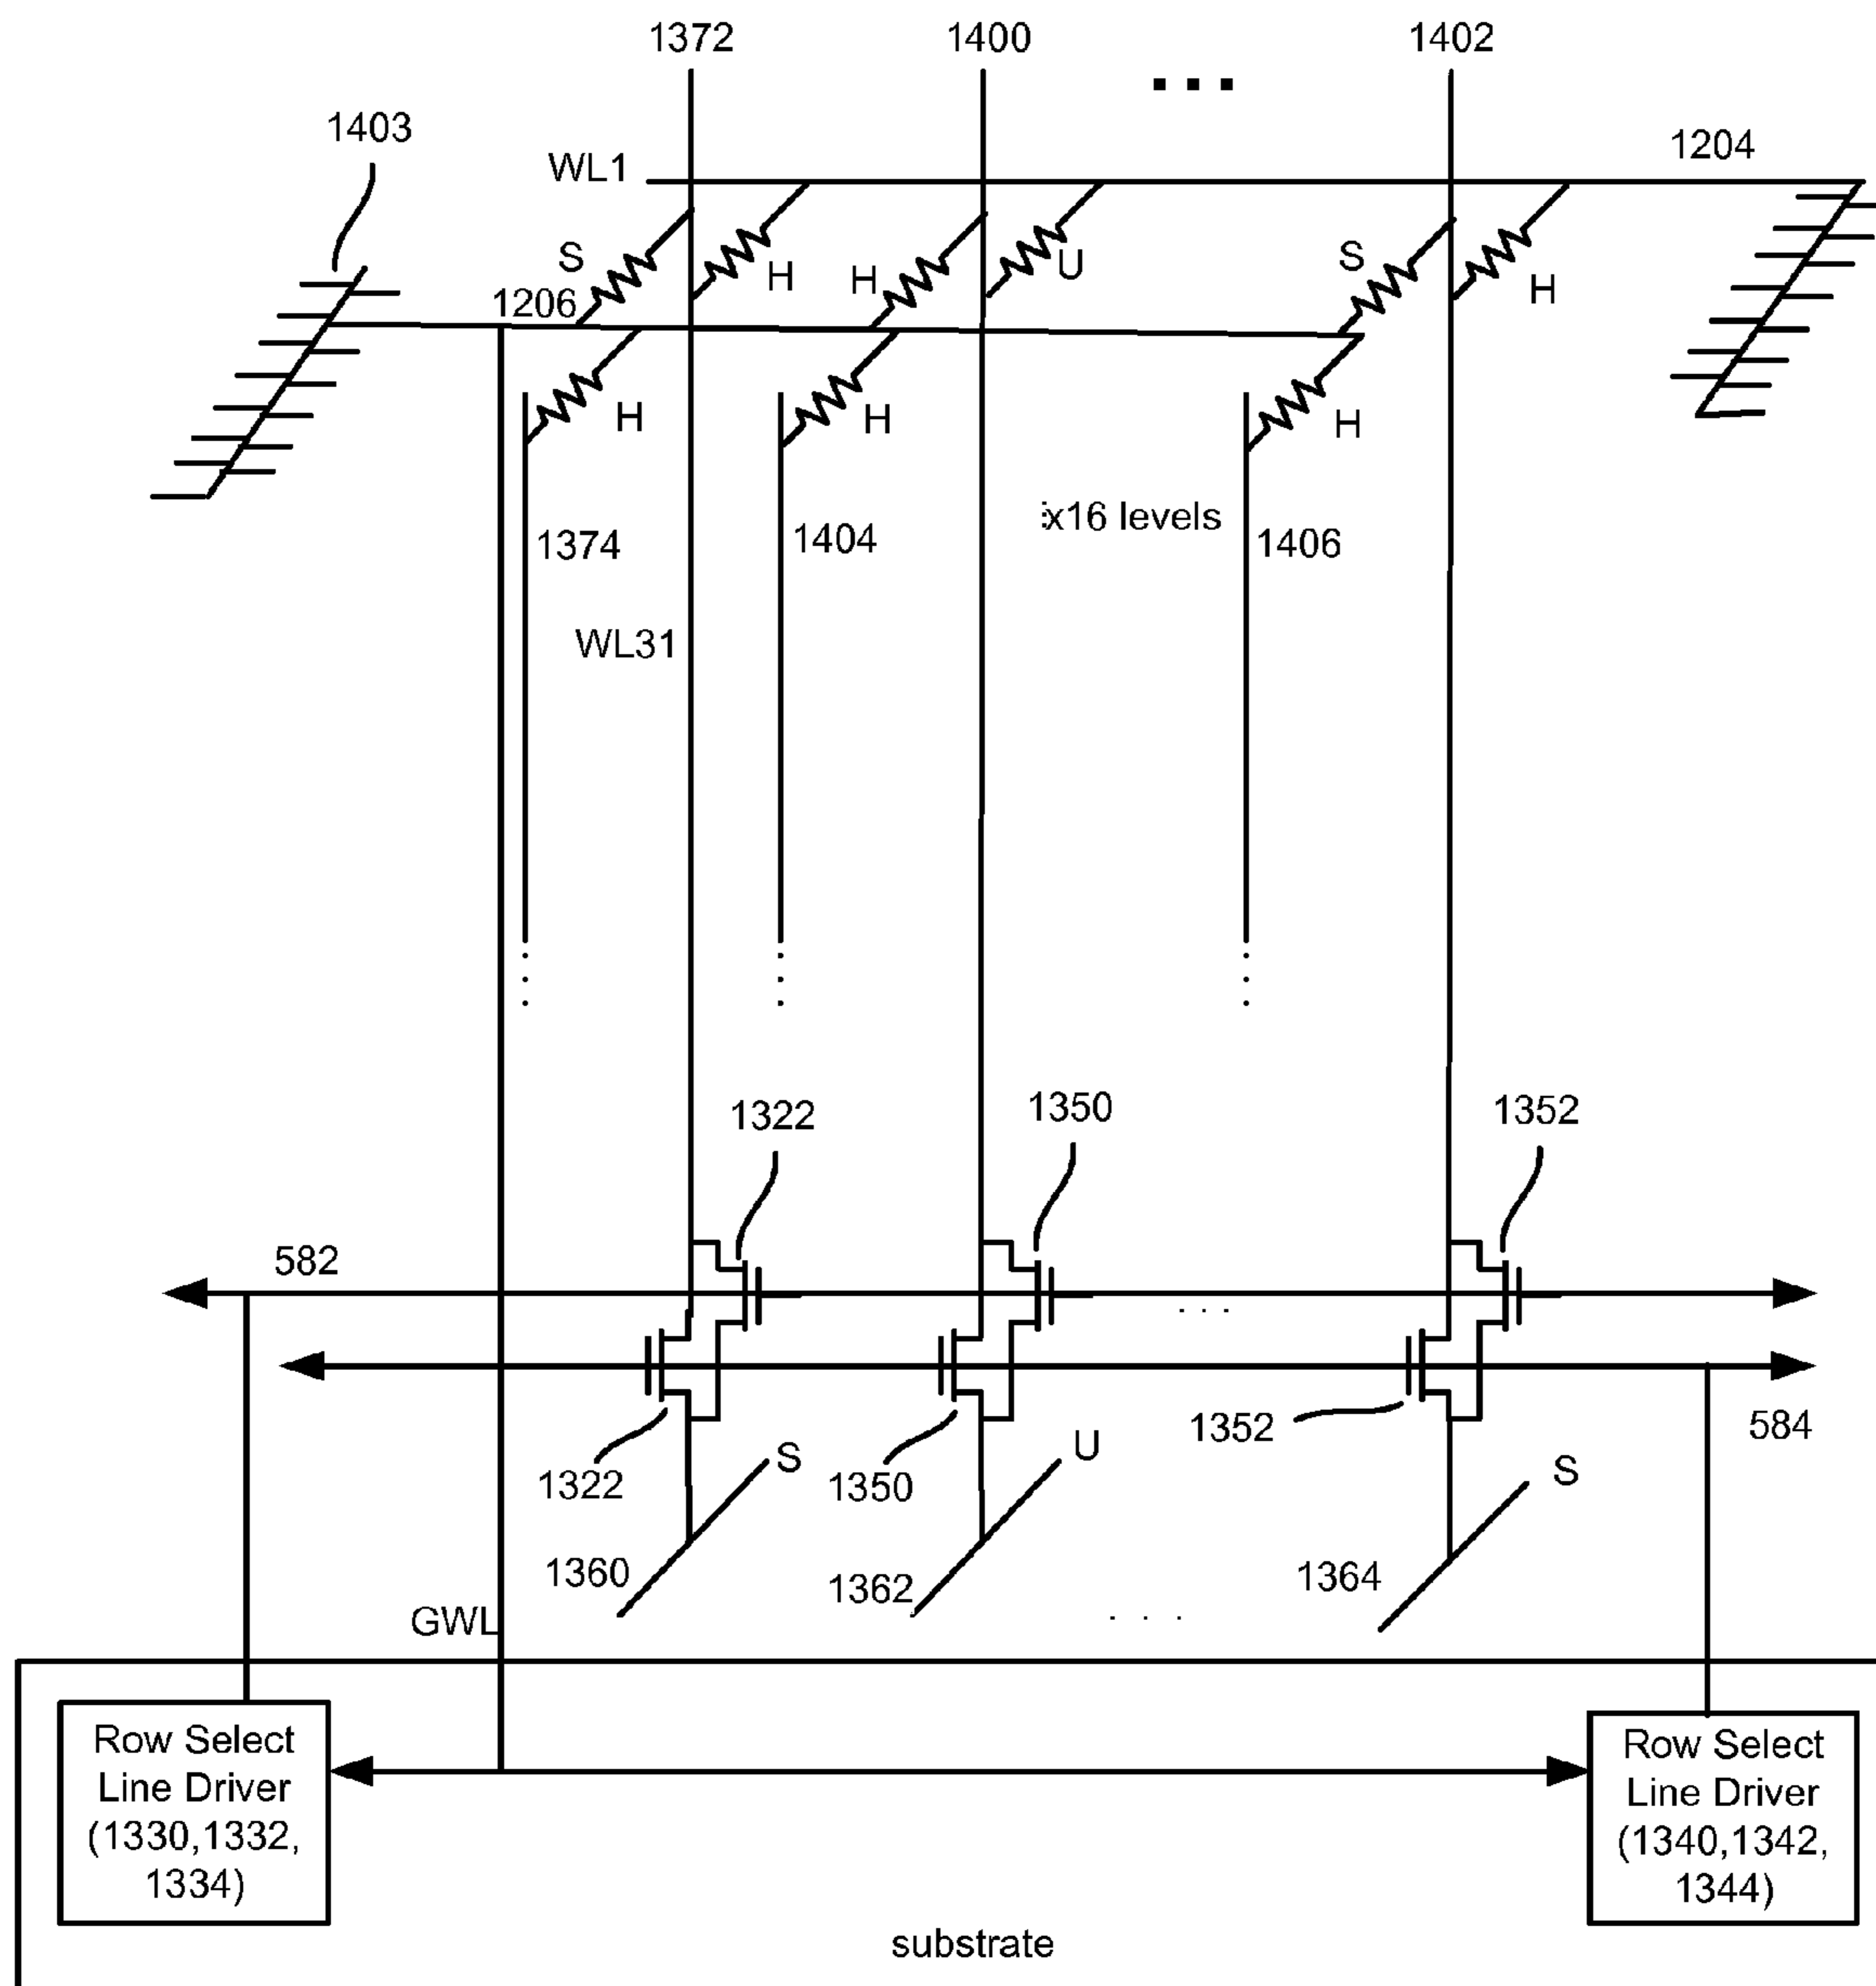 1372
1400
1402
...
1403
WL1
1204
S
H
H
U
S
H
1206
H
H
H
1374
1404
x16 levels
1406
WL31
1322
1350
1352
582
...
584
1322
1350
1352
S
U
S
1360
1362
1364
...
GWL
Row Select
Line Driver
(1330,1332,
1334)
Row Select
Line Driver
(1340,1342,
1344)
substrate